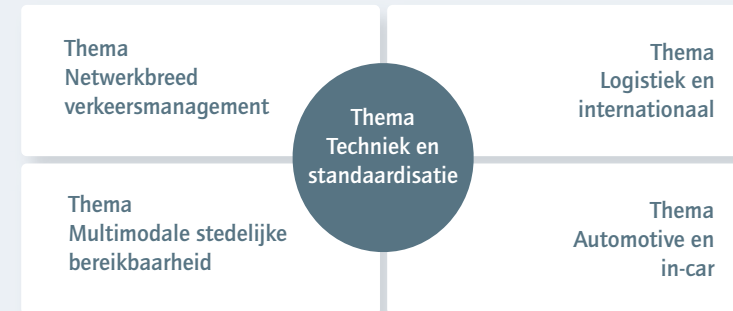 Thema
Netwerkbreed
verkeersmanagement
Thema
Logistiek en
internationaal
Thema
Techniek en
standaardisatie
Thema
Multimodale stedelijke
bereikbaarheid
Thema
Automotive en
in-car